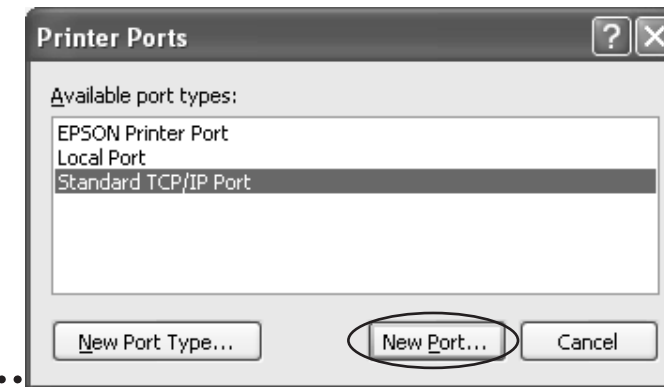 Printer Ports
Available port types:
EPSON Printer Port
Local Port
Standard TCP/IP Port
New Port Type...
New Port...
Cancel